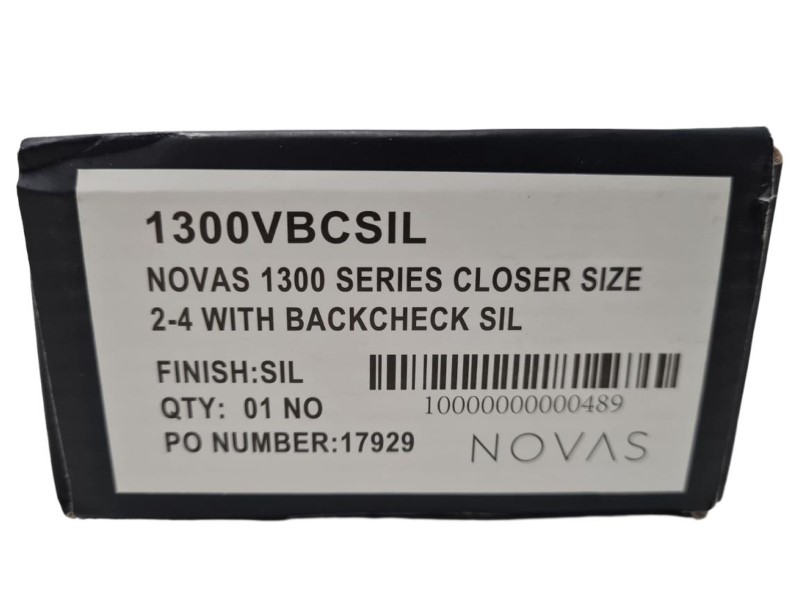 1300VBCSIL
NOVAS 1300 SERIES CLOSER SIZE
2-4 WITH BACKCHECK SIL
FINISH:SIL
QTY: 01 NO
10000000000489
PO NUMBER:17929
NOVAS